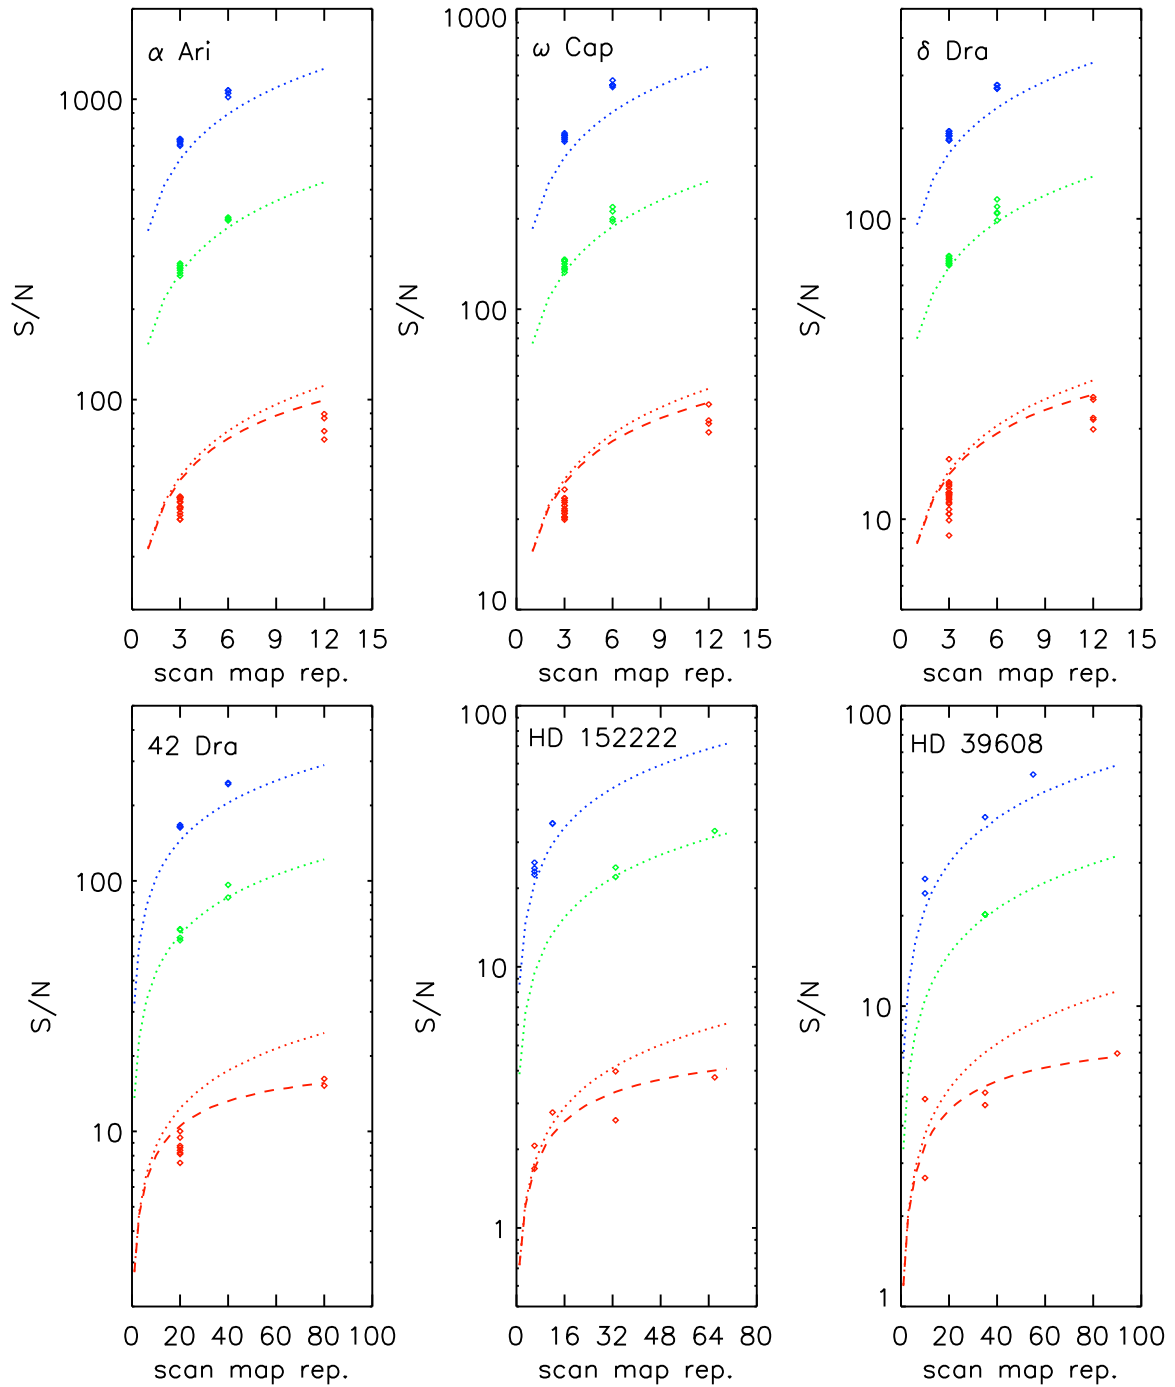 α Ari
S/N
1000
100
0 3 6 9 12 15
scan map rep.
ω Cap
S/N
1000
100
10
0 3 6 9 12 15
scan map rep.
δ Dra
S/N
100
10
0 3 6 9 12 15
scan map rep.
42 Dra
S/N
100
10
0 20 40 60 80 100
scan map rep.
HD 152222
S/N
100
10
1
0 16 32 48 64 80
scan map rep.
HD 39608
S/N
100
10
1
0 20 40 60 80 100
scan map rep.